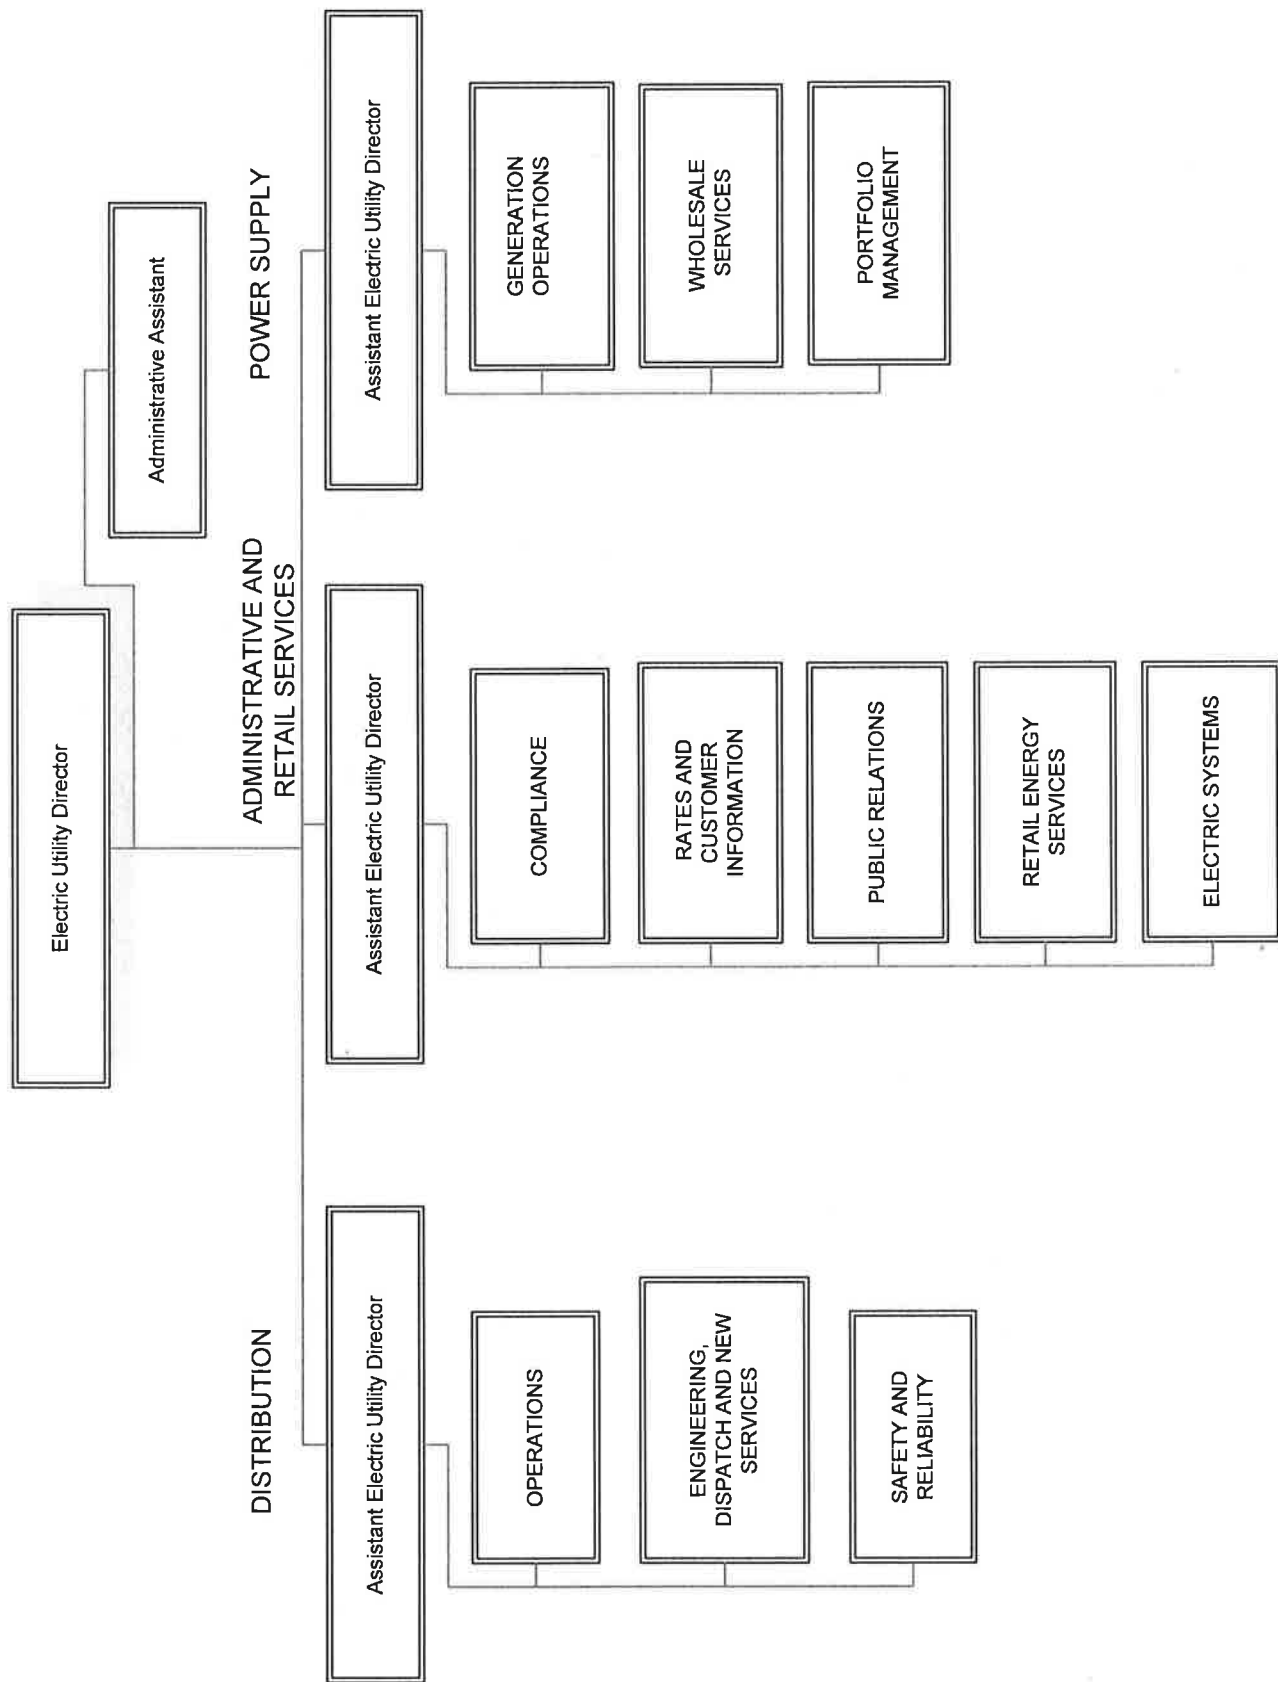 Electric Utility Director
Administrative Assistant
DISTRIBUTION
Assistant Electric Utility Director
OPERATIONS
ENGINEERING,
DISPATCH AND NEW
SERVICES
SAFETY AND
RELIABILITY
ADMINISTRATIVE AND
RETAIL SERVICES
Assistant Electric Utility Director
COMPLIANCE
RATES AND
CUSTOMER
INFORMATION
PUBLIC RELATIONS
RETAIL ENERGY
SERVICES
ELECTRIC SYSTEMS
POWER SUPPLY
Assistant Electric Utility Director
GENERATION
OPERATIONS
WHOLESALE
SERVICES
PORTFOLIO
MANAGEMENT